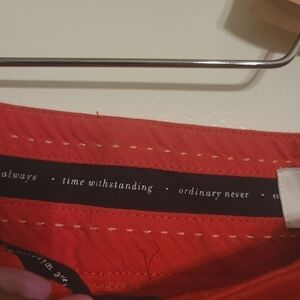 always · time withstanding · ordinary never ·